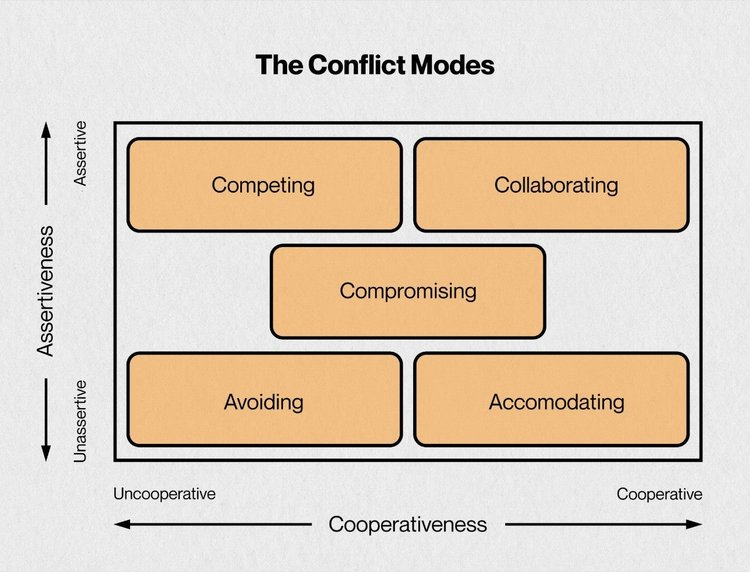 The Conflict Modes
Assertive
Competing
Collaborating
Assertiveness
Compromising
Unassertive
Avoiding
Accomodating
Uncooperative
Cooperative
Cooperativeness